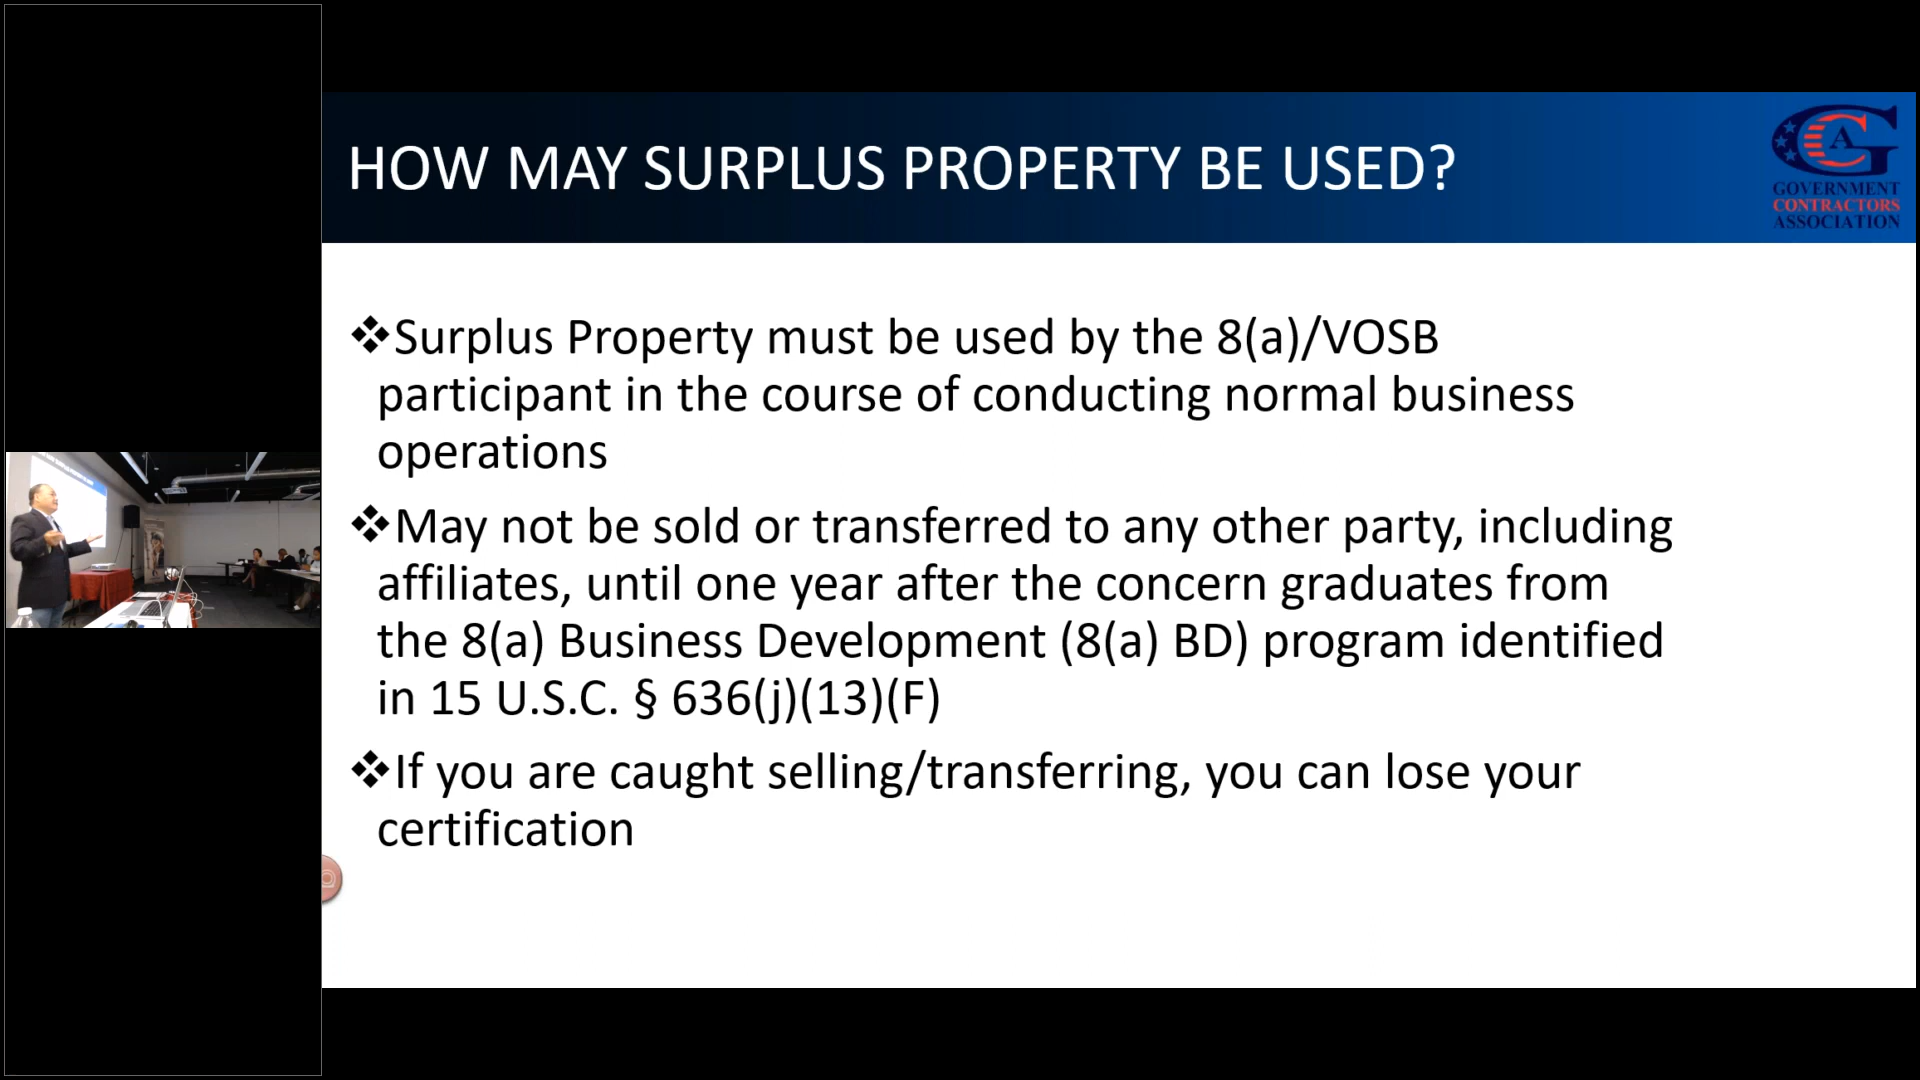 HOW MAY SURPLUS PROPERTY BE USED?
GOVERNMENT
CONTRACTORS
ASSOCIATION
❖Surplus Property must be used by the 8(a)/VOSB
participant in the course of conducting normal business
operations
❖May not be sold or transferred to any other party, including
affiliates, until one year after the concern graduates from
the 8(a) Business Development (8(a) BD) program identified
in 15 U.S.C. § 636(j)(13)(F)
❖If you are caught selling/transferring, you can lose your
certification